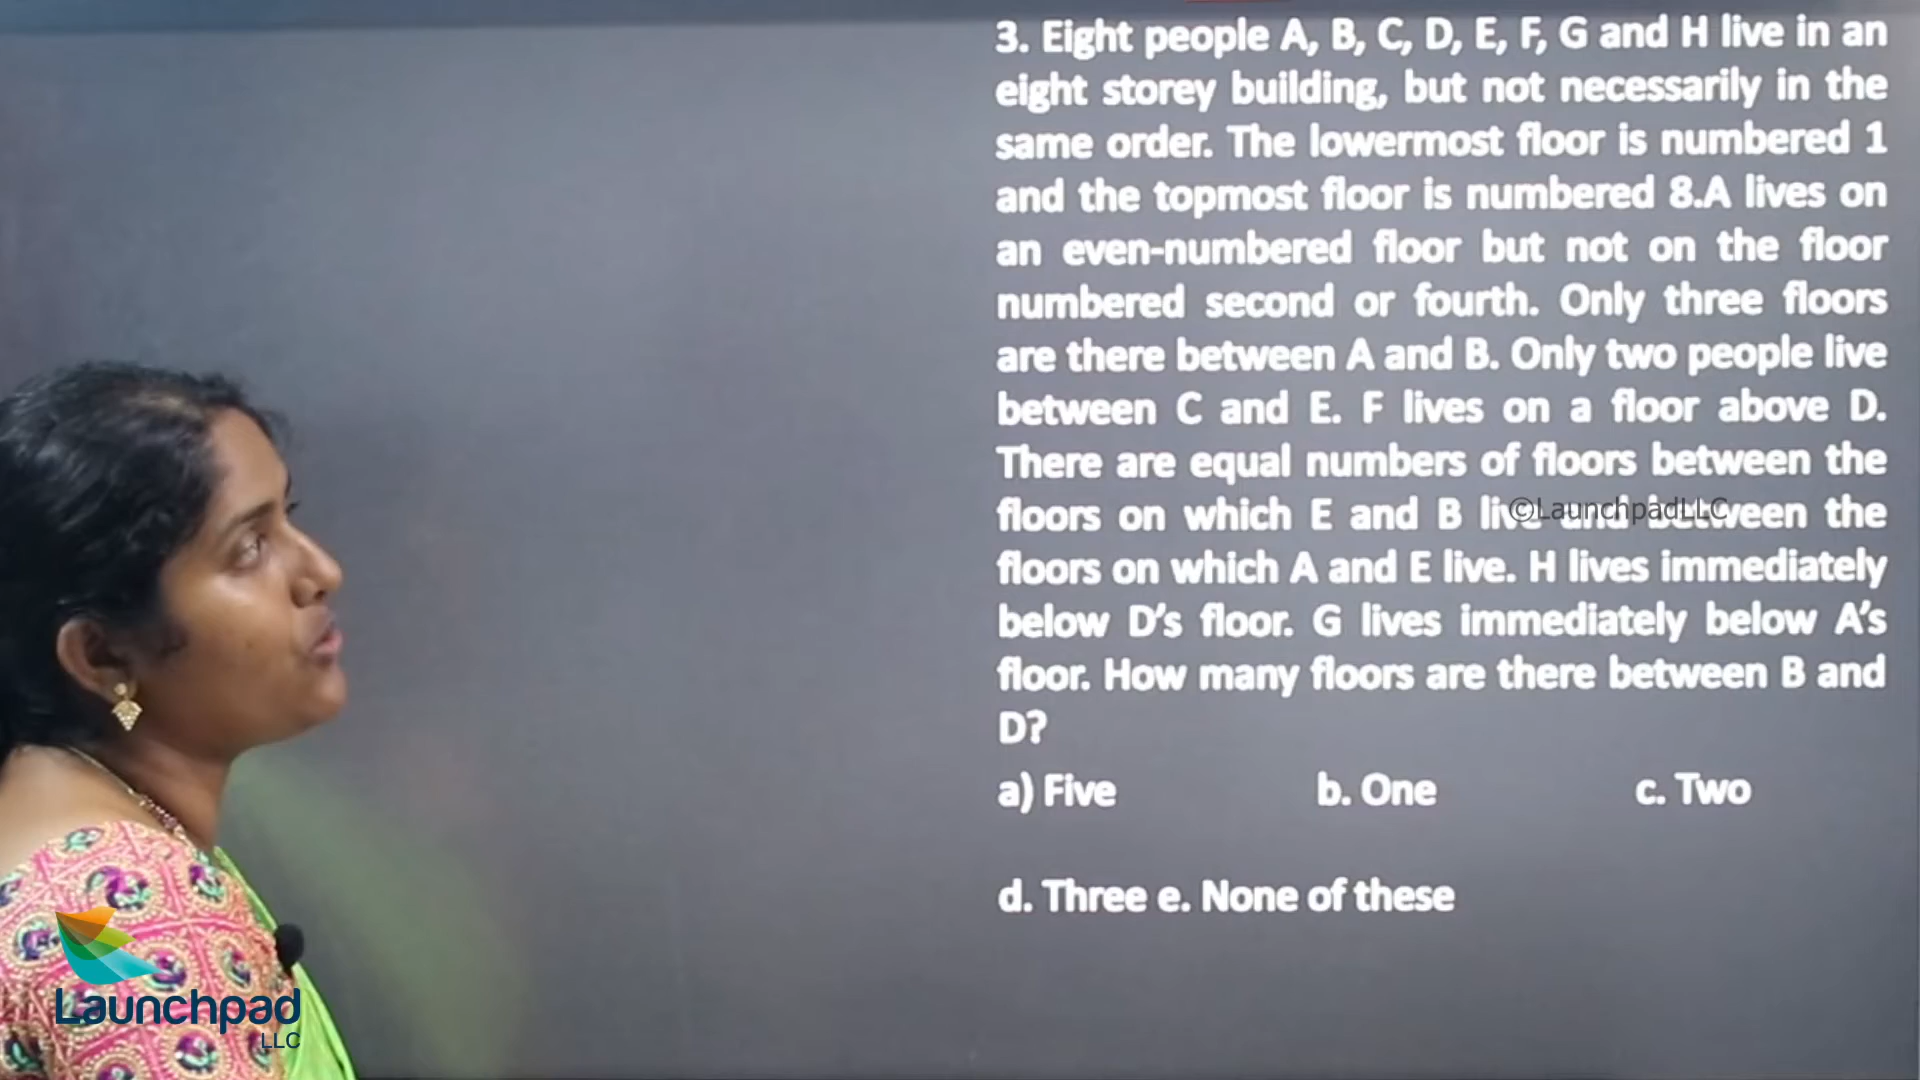 3. Eight people A, B, C, D, E, F, G and H live in an
eight storey building, but not necessarily in the
same order. The lowermost floor is numbered 1
and the topmost floor is numbered 8.A lives on
an even-numbered floor but not on the floor
numbered second or fourth. Only three floors
are there between A and B. Only two people live
between C and E. F lives on a floor above D.
There are equal numbers of floors between the
floors on which E and B live and between the
©LaunchpadLLC
floors on which A and E live. H lives immediately
below D's floor. G lives immediately below A's
floor. How many floors are there between B and
D?
a) Five b. One c. Two
d. Three e. None of these
Launchpad
LLC